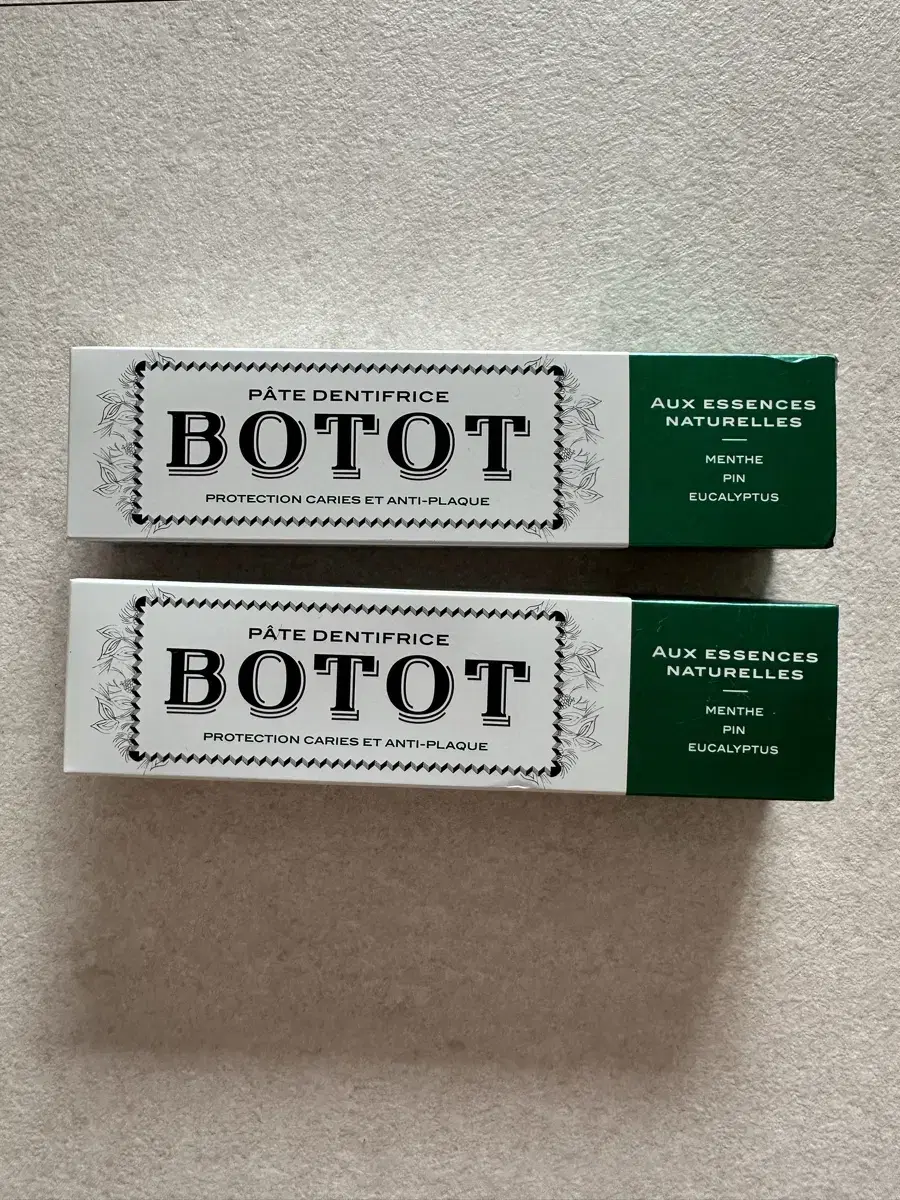 PÂTE DENTIFRICE
BOTOT
PROTECTION CARIES ET ANTI-PLAQUE
AUX ESSENCES
NATURELLES
MENTHE
PIN
EUCALYPTUS
PÂTE DENTIFRICE
BOTOT
PROTECTION CARIES ET ANTI-PLAQUE
AUX ESSENCES
NATURELLES
MENTHE
PIN
EUCALYPTUS